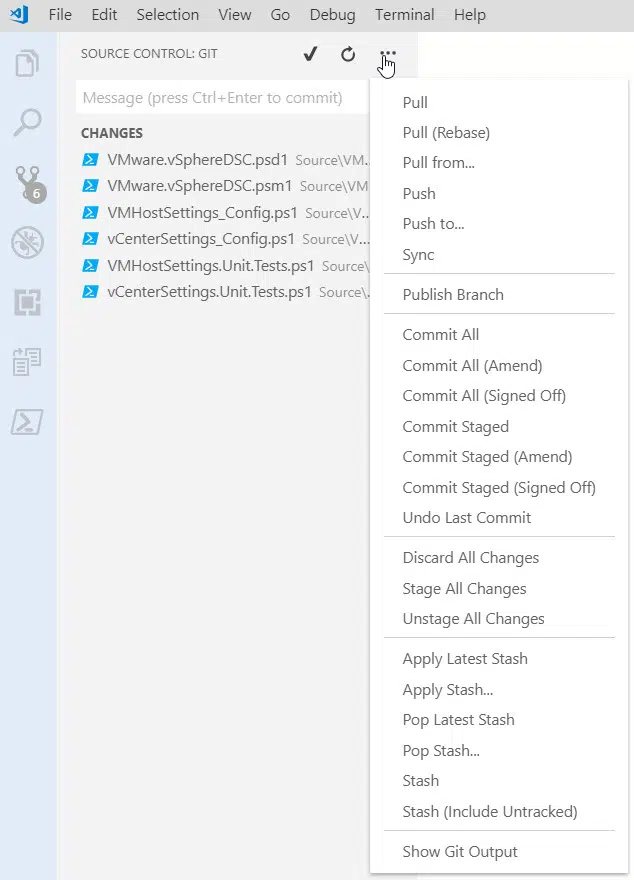 File Edit Selection View Go Debug Terminal Help
SOURCE CONTROL: GIT
Message (press Ctrl+Enter to commit)
CHANGES
VMware.vSphereDSC.psd1 Source\VM...
VMware.vSphereDSC.psm1 Source\VM
VMHostSettings_Config.ps1 Source\V...
vCenterSettings_Config.ps1 Source\V...
VMHostSettings.Unit.Tests.ps1 Source\
vCenterSettings.Unit.Tests.ps1 Source\.
6
Pull
Pull (Rebase)
Pull from...
Push
Push to...
Sync
Publish Branch
Commit All
Commit All (Amend)
Commit All (Signed Off)
Commit Staged
Commit Staged (Amend)
Commit Staged (Signed Off)
Undo Last Commit
Discard All Changes
Stage All Changes
Unstage All Changes
Apply Latest Stash
Apply Stash...
Pop Latest Stash
Pop Stash...
Stash
Stash (Include Untracked)
Show Git Output